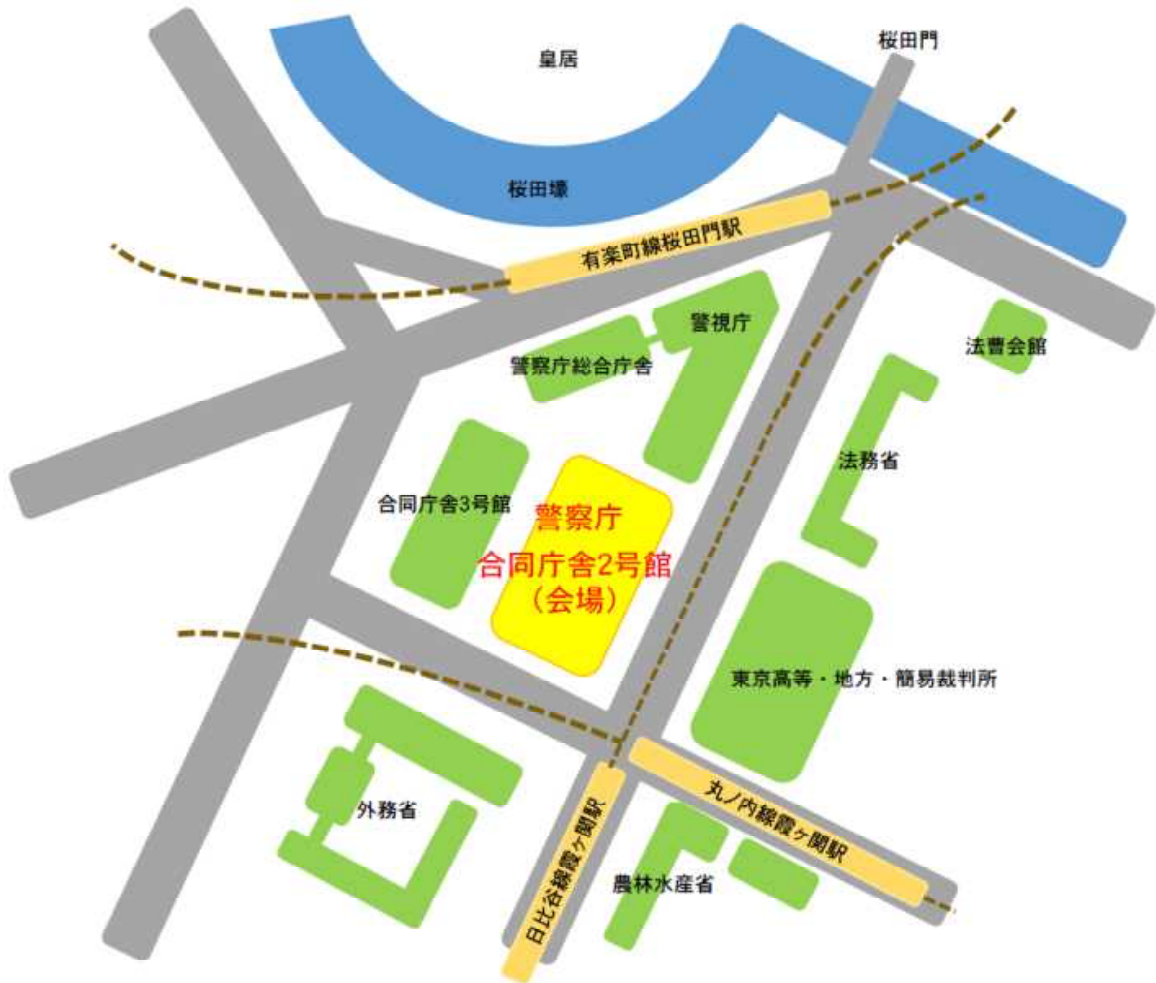 桜田門
皇居
桜田壕
有楽町線桜田門駅
警視庁
法曹会館
警察庁総合庁舎
法務省
合同庁舎3号館
警察庁
合同庁舎2号館
（会場）
東京高等・地方・簡易裁判所
外務省
丸ノ内線霞ヶ関駅
日比谷線霞ヶ関駅
農林水産省